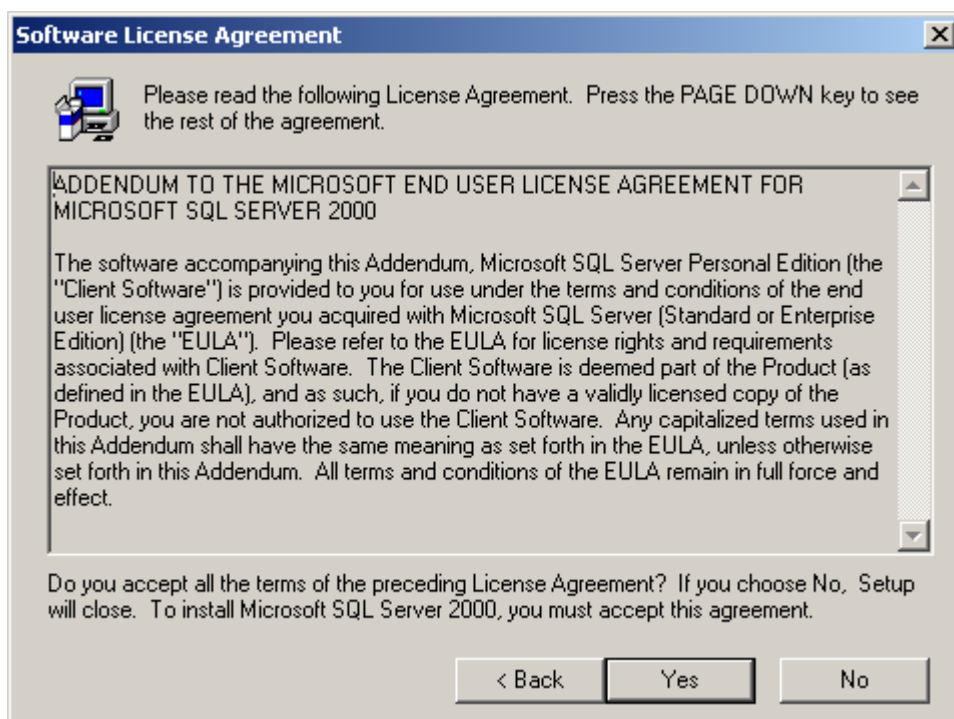 Software License Agreement
Please read the following License Agreement.  Press the PAGE DOWN key to see
the rest of the agreement.
ADDENDUM TO THE MICROSOFT END USER LICENSE AGREEMENT FOR
MICROSOFT SQL SERVER 2000
The software accompanying this Addendum, Microsoft SQL Server Personal Edition (the
"Client Software") is provided to you for use under the terms and conditions of the end
user license agreement you acquired with Microsoft SQL Server (Standard or Enterprise
Edition) (the "EULA").  Please refer to the EULA for license rights and requirements
associated with Client Software.  The Client Software is deemed part of the Product (as
defined in the EULA), and as such, if you do not have a validly licensed copy of the
Product, you are not authorized to use the Client Software.  Any capitalized terms used in
this Addendum shall have the same meaning as set forth in the EULA, unless otherwise
set forth in this Addendum.  All terms and conditions of the EULA remain in full force and
effect.
Do you accept all the terms of the preceding License Agreement?  If you choose No,  Setup
will close.  To install Microsoft SQL Server 2000, you must accept this agreement.
< Back
Yes
No